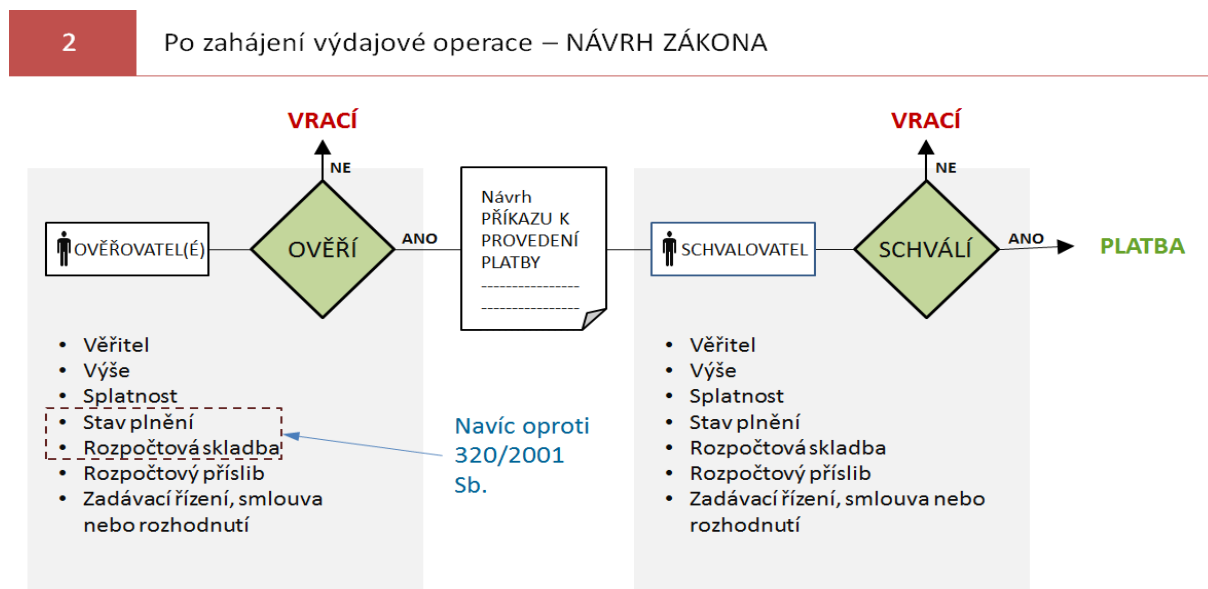 2
Po zahájení výdajové operace – NÁVRH ZÁKONA
VRACÍ
NE
OVĚŘOVATEL(É)
OVĚŘÍ
ANO
Návrh
PŘÍKAZU K
PROVEDENÍ
PLATBY
----------------
----------------
• Věřitel
• Výše
• Splatnost
• Stav plnění
• Rozpočtová skladba
• Rozpočtový příslib
• Zadávací řízení, smlouva
nebo rozhodnutí
Navíc oproti
320/2001
Sb.
VRACÍ
NE
SCHVALOVATEL
SCHVÁLÍ
ANO
PLATBA
• Věřitel
• Výše
• Splatnost
• Stav plnění
• Rozpočtová skladba
• Rozpočtový příslib
• Zadávací řízení, smlouva nebo
rozhodnutí